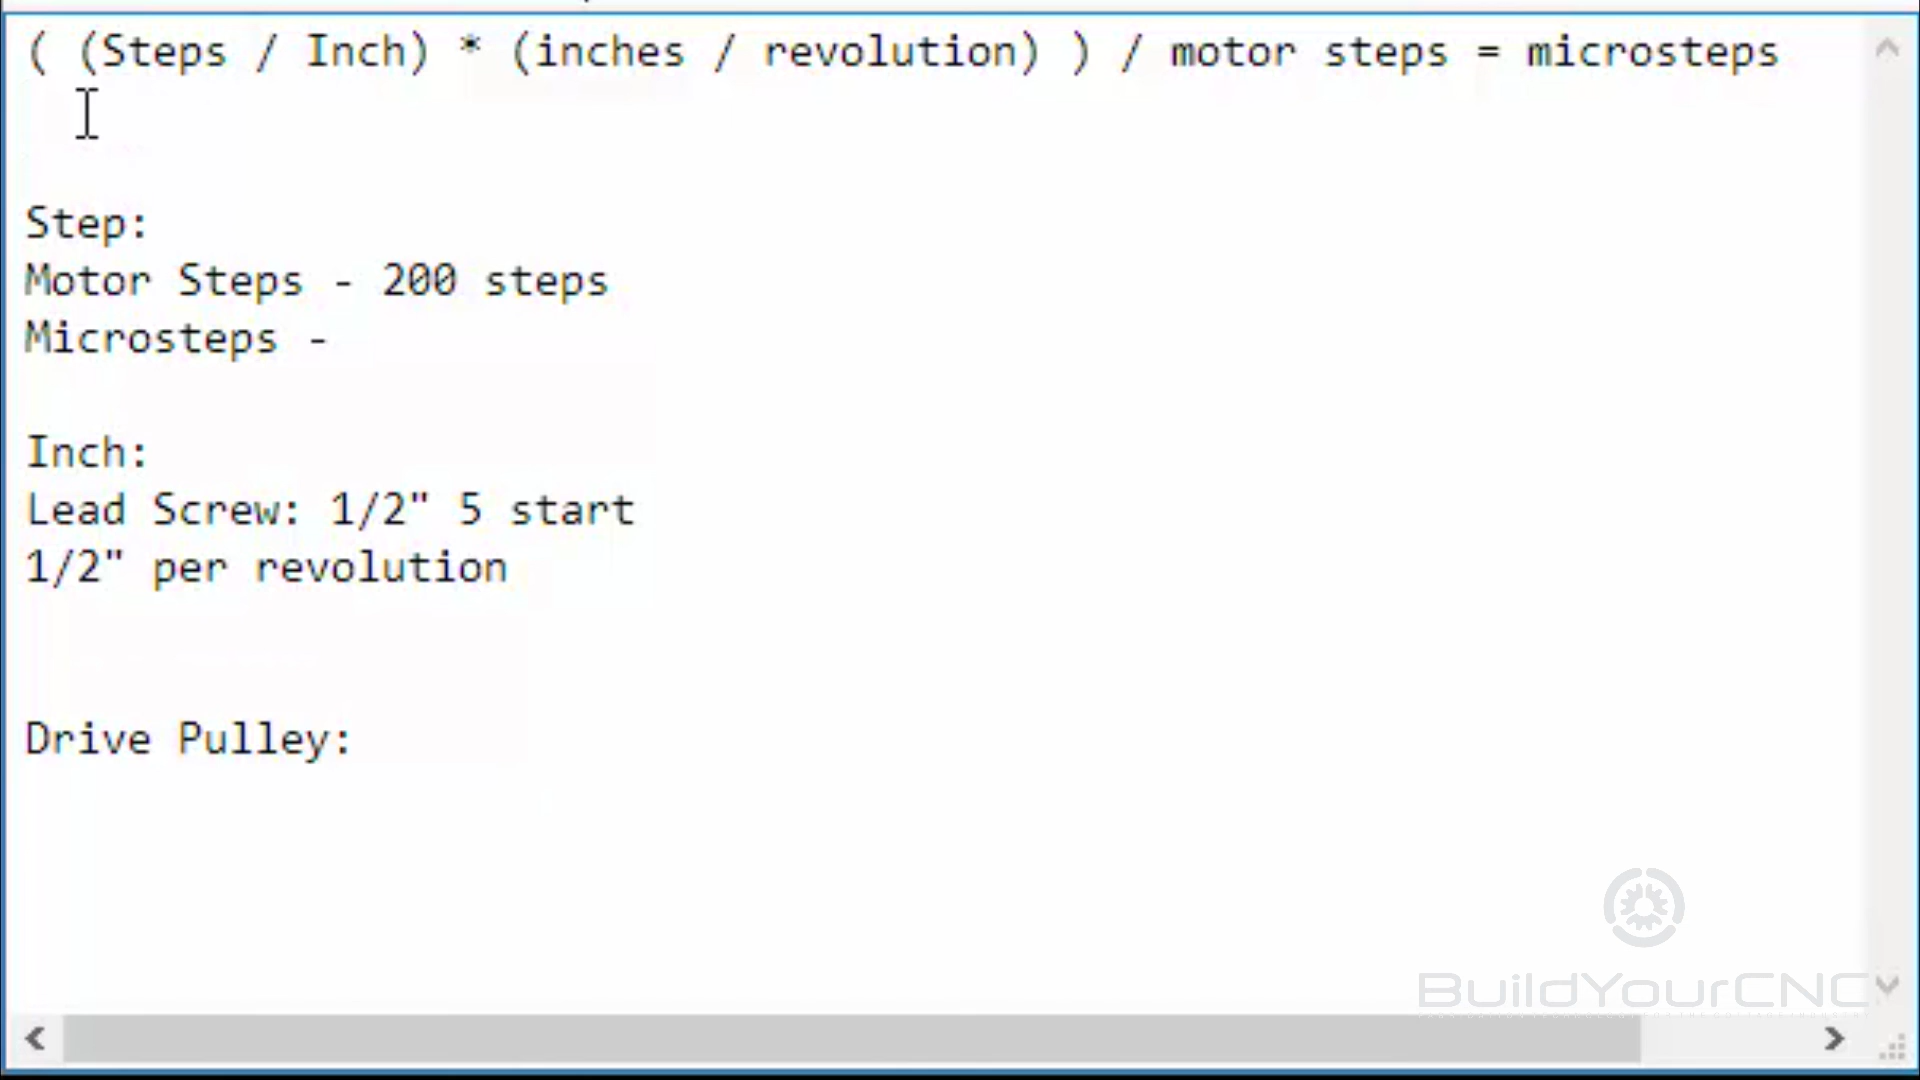 ( (Steps / Inch) * (inches / revolution) ) / motor steps = microsteps
Step:
Motor Steps - 200 steps
Microsteps -
Inch:
Lead Screw: 1/2" 5 start
1/2" per revolution
Drive Pulley:
BuildYourCNC